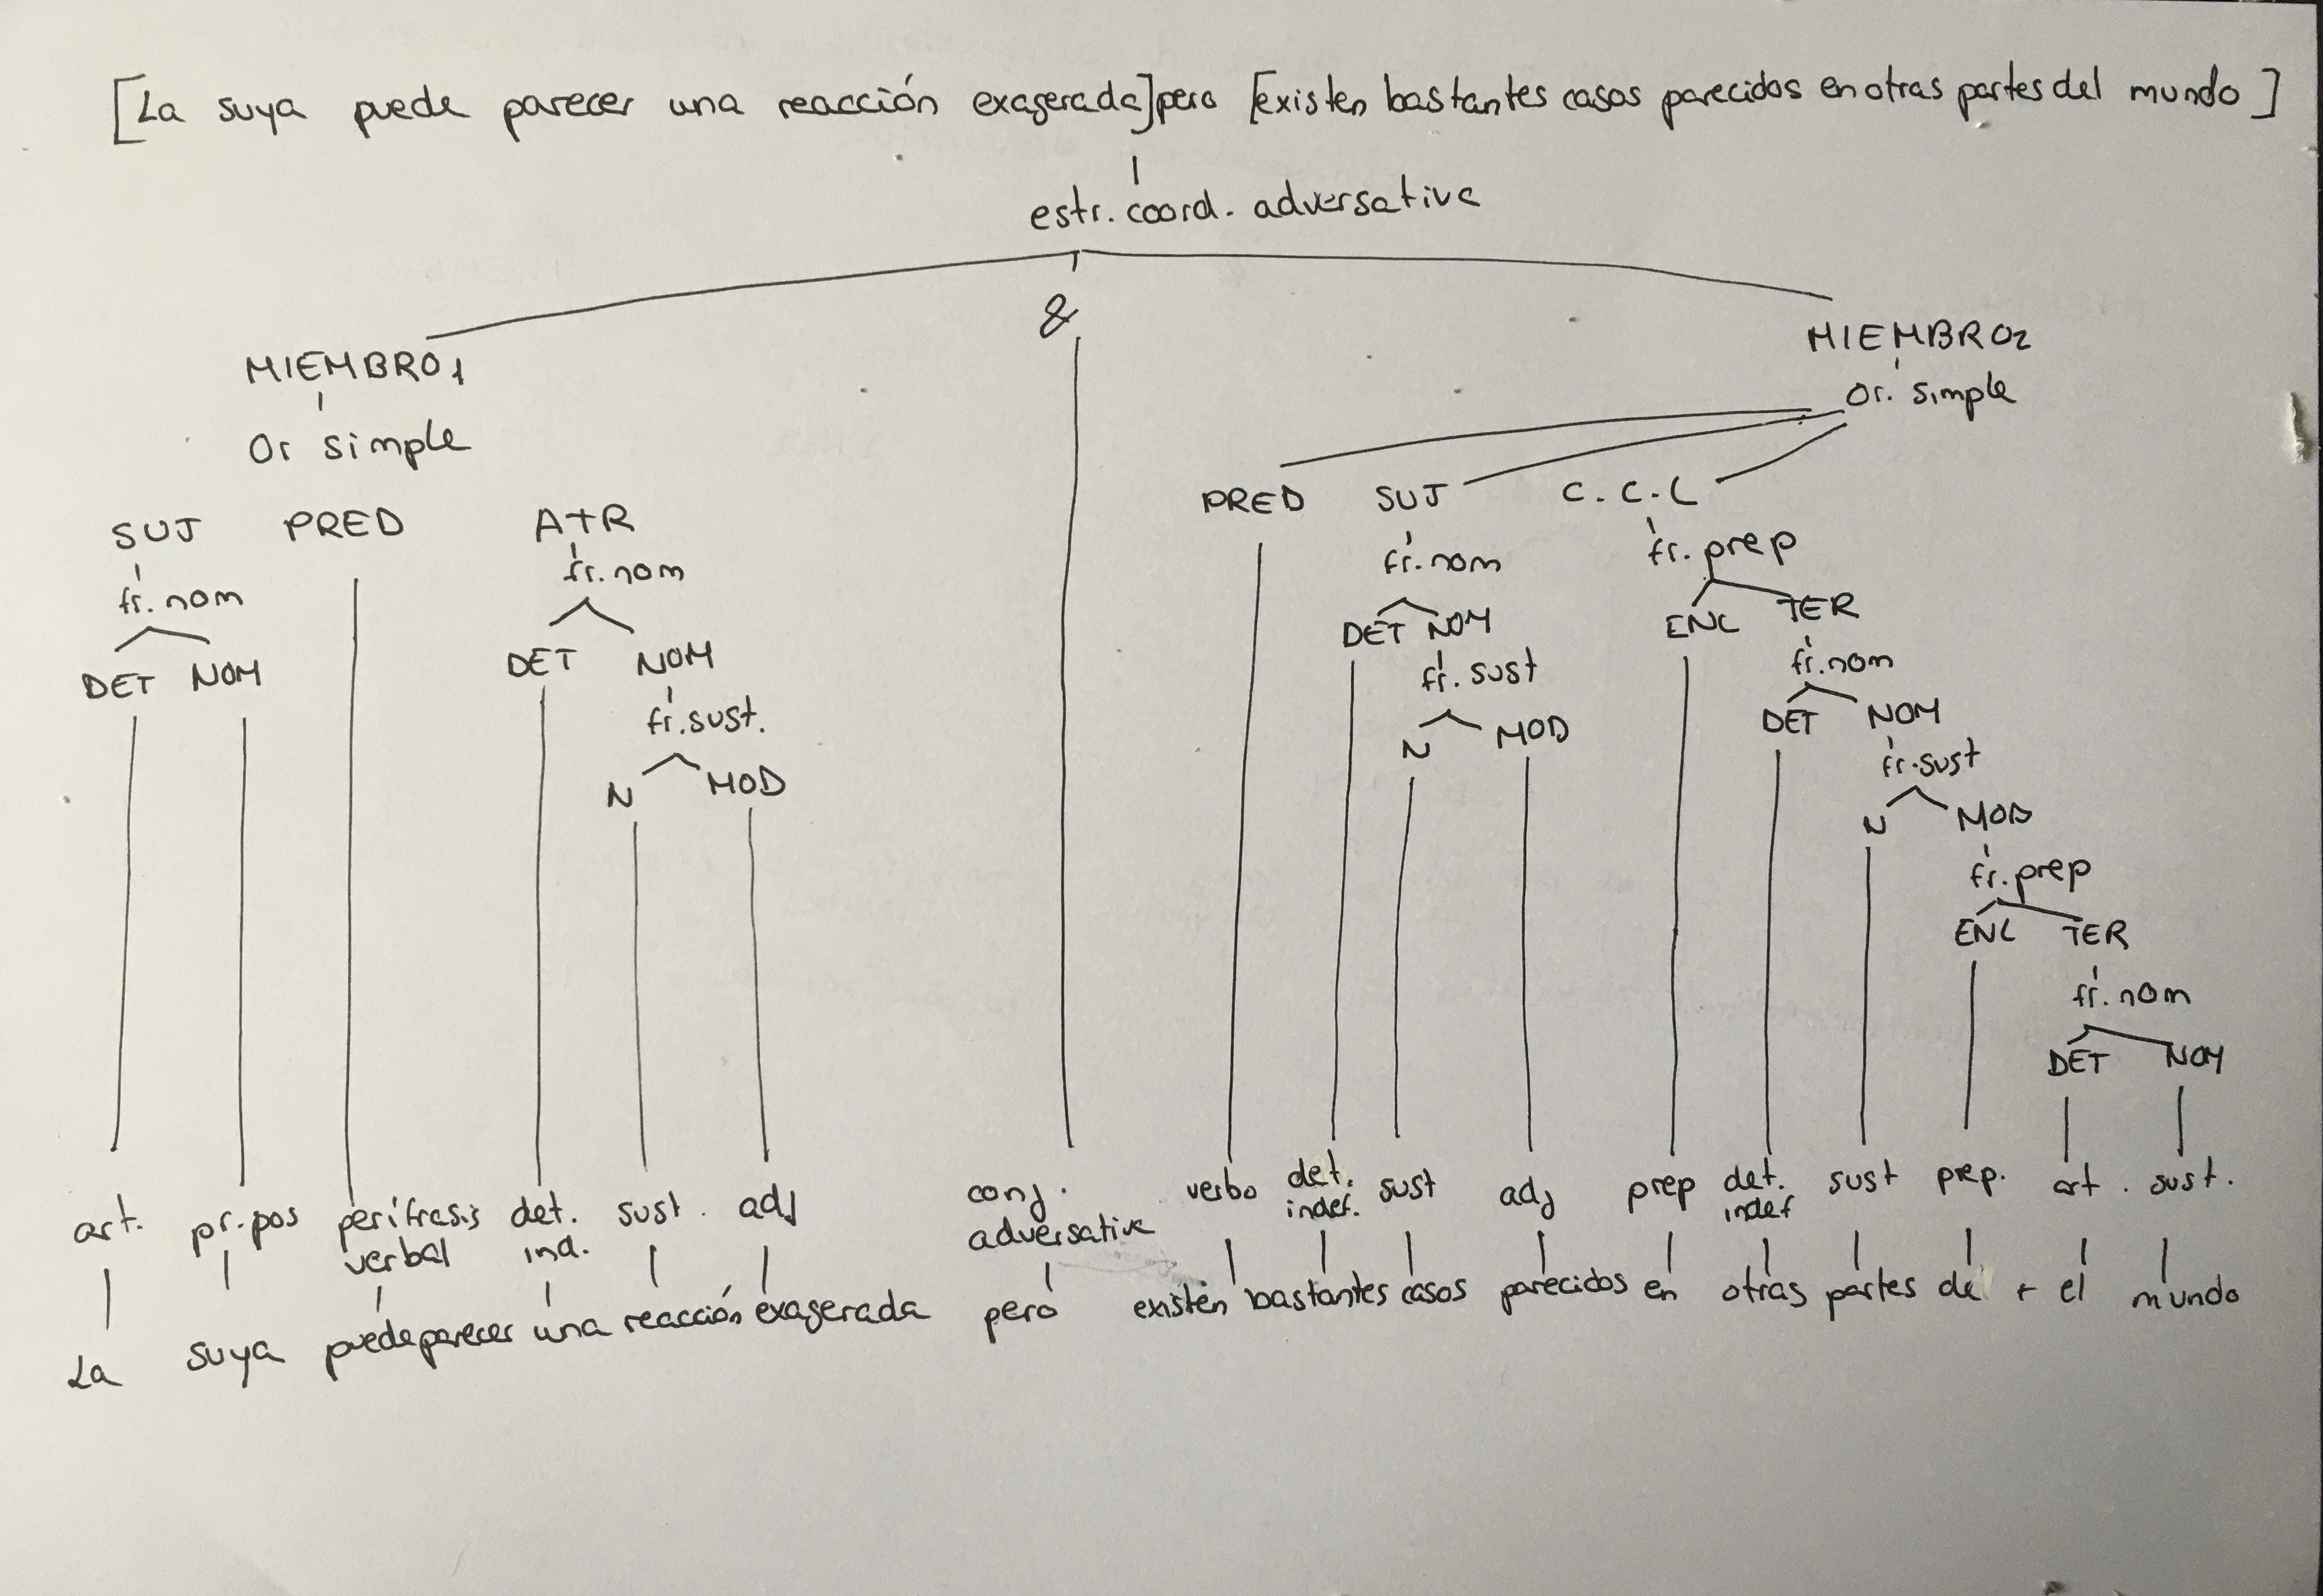 [La suya puede parecer una reacción exagerada] pero [existen bastantes casos parecidos en otras partes del mundo]
estr. coord. adversativa
&
MIEMBRO1 MIEMBRO2
Or simple Or. simple
SUJ PRED ATR PRED SUJ C.C.L
fr. nom fr. nom fr. nom fr. prep
DET NOM DET NOM DET NOM ENL TER
fr. sust. fr. sust fr. nom
N MOD N MOD DET NOM
fr. sust
N MOD
fr. prep
ENL TER
fr. nom
DET NOM
art. pr. pos perífrasis verbal det. ind. sust. adj conj. adversativa verbo det. indef. sust adj prep det. indef sust prep. art. sust.
La suya puede parecer una reacción exagerada pero existen bastantes casos parecidos en otras partes de + el mundo